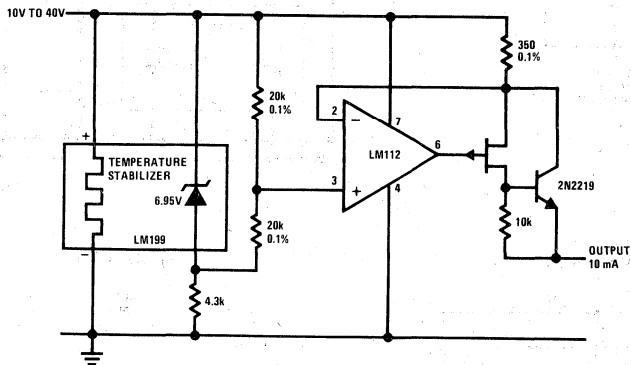 10V TO 40V
350
0.1%
20k
0.1%
2
7
LM112
6
+
TEMPERATURE
STABILIZER
6.95V
3
+
4
2N2219
20k
0.1%
10k
LM199
−
OUTPUT
10 mA
4.3k